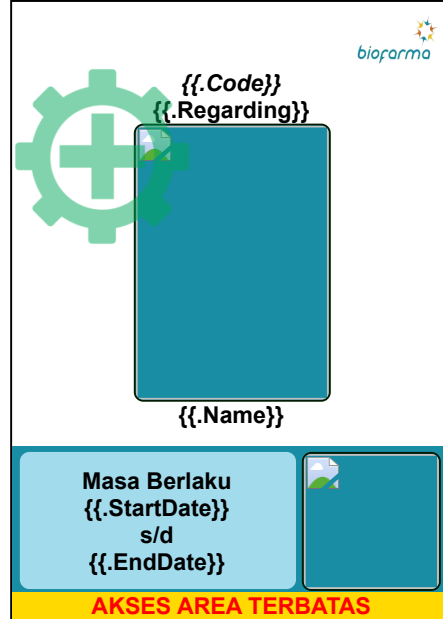 biofarma
{{.Code}}
{{.Regarding}}
{{.Name}}
Masa Berlaku
{{.StartDate}}
s/d
{{.EndDate}}
AKSES AREA TERBATAS